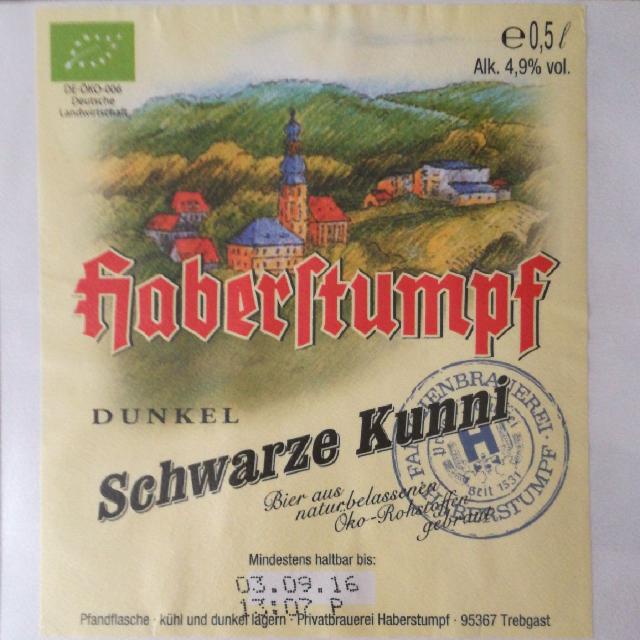 e 0,5 l
Alk. 4,9% vol.
DE-ÖKO-006
Deutsche
Landwirtschaft
Haberſtumpf
DUNKEL
Schwarze Kunni
Bier aus
naturbelassenen
Öko-Rohstoffen
gebraut
FAMILIENBRAUEREI · HABERSTUMPF ·
H
Seit 1531
Mindestens haltbar bis:
03.09.16
13:07 P
Pfandflasche · kühl und dunkel lagern · Privatbrauerei Haberstumpf · 95367 Trebgast